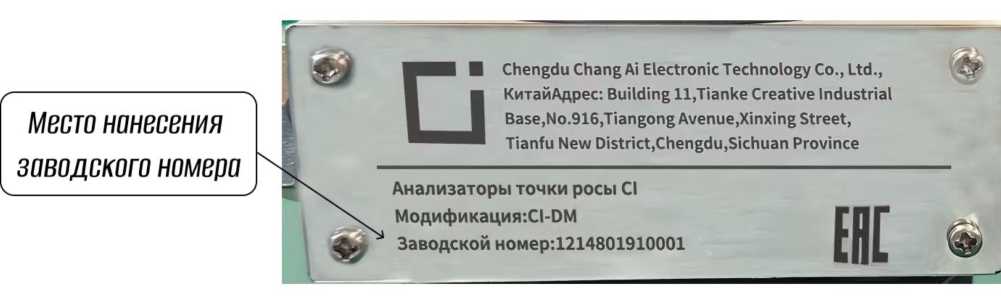 Место нанесения
заводского номера
Chengdu Chang Ai Electronic Technology Co., Ltd.,
КитайАдрес: Building 11,Tianke Creative Industrial
Base,No.916,Tiangong Avenue,Xinxing Street,
Tianfu New District,Chengdu,Sichuan Province
Анализаторы точки росы CI
Модификация:CI-DM
Заводской номер:1214801910001
EAC